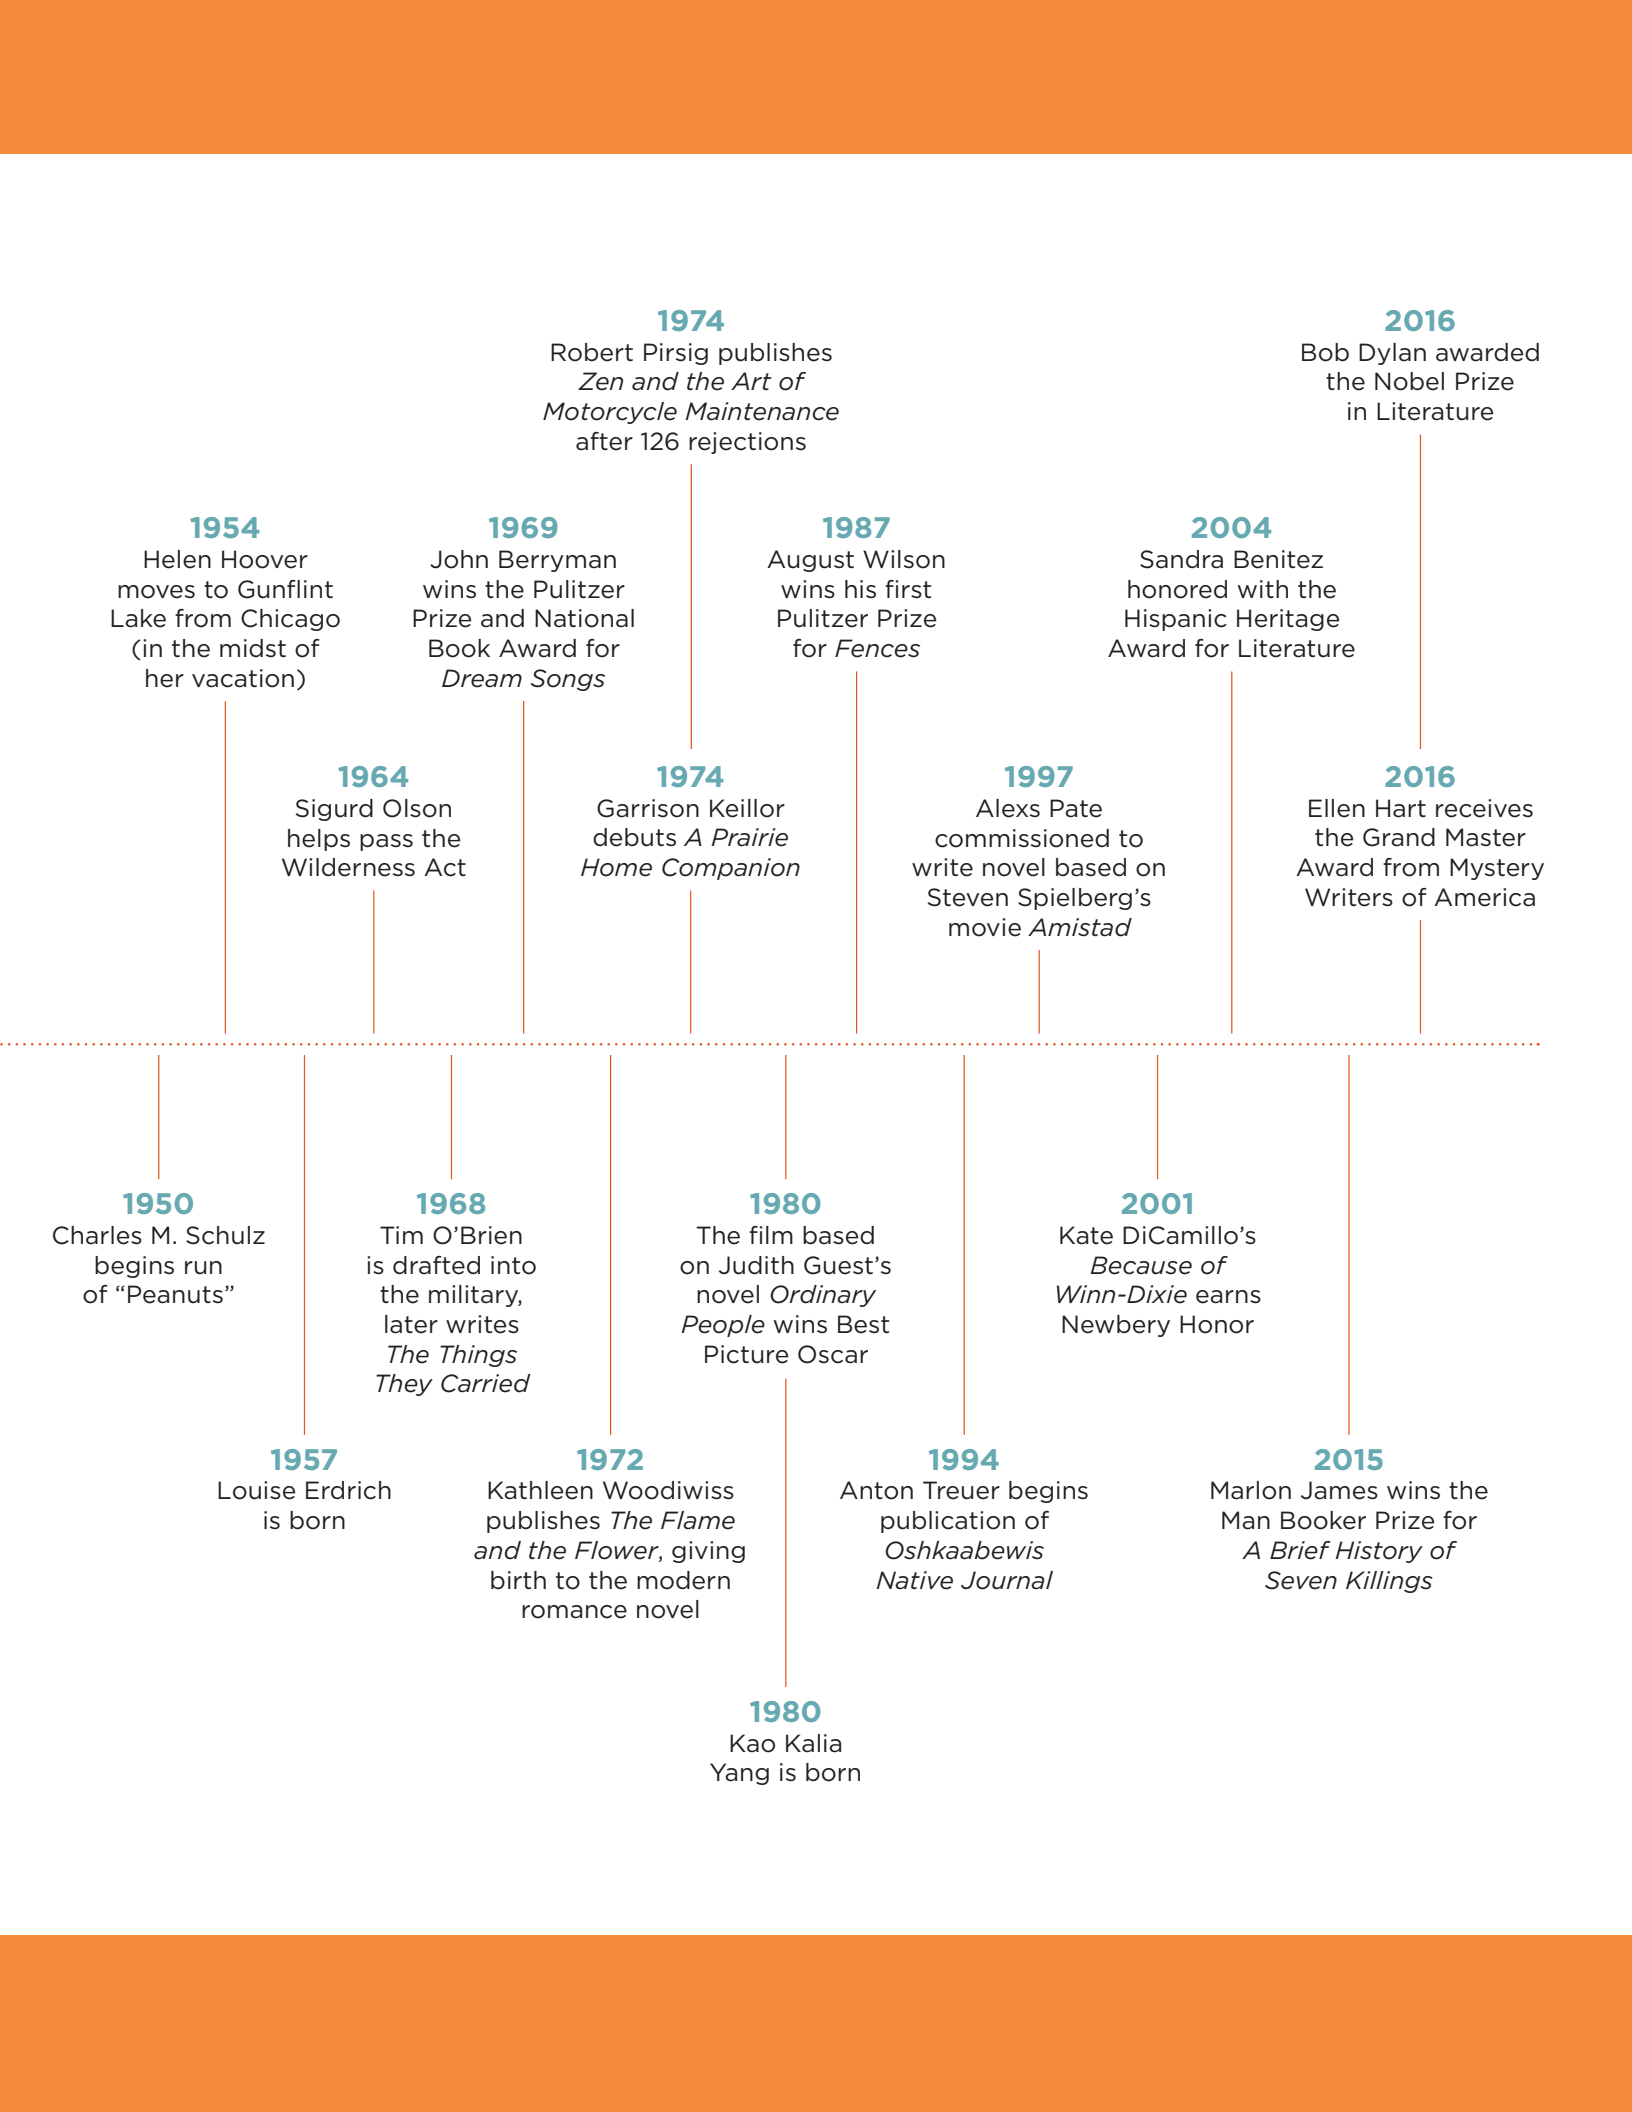 1974
Robert Pirsig publishes
Zen and the Art of
Motorcycle Maintenance
after 126 rejections
2016
Bob Dylan awarded
the Nobel Prize
in Literature
1954
Helen Hoover
moves to Gunflint
Lake from Chicago
(in the midst of
her vacation)
1969
John Berryman
wins the Pulitzer
Prize and National
Book Award for
Dream Songs
1987
August Wilson
wins his first
Pulitzer Prize
for Fences
2004
Sandra Benitez
honored with the
Hispanic Heritage
Award for Literature
1964
Sigurd Olson
helps pass the
Wilderness Act
1974
Garrison Keillor
debuts A Prairie
Home Companion
1997
Alexs Pate
commissioned to
write novel based on
Steven Spielberg’s
movie Amistad
2016
Ellen Hart receives
the Grand Master
Award from Mystery
Writers of America
1950
Charles M. Schulz
begins run
of “Peanuts”
1968
Tim O’Brien
is drafted into
the military,
later writes
The Things
They Carried
1980
The film based
on Judith Guest’s
novel Ordinary
People wins Best
Picture Oscar
2001
Kate DiCamillo’s
Because of
Winn-Dixie earns
Newbery Honor
1957
Louise Erdrich
is born
1972
Kathleen Woodiwiss
publishes The Flame
and the Flower, giving
birth to the modern
romance novel
1994
Anton Treuer begins
publication of
Oshkaabewis
Native Journal
2015
Marlon James wins the
Man Booker Prize for
A Brief History of
Seven Killings
1980
Kao Kalia
Yang is born